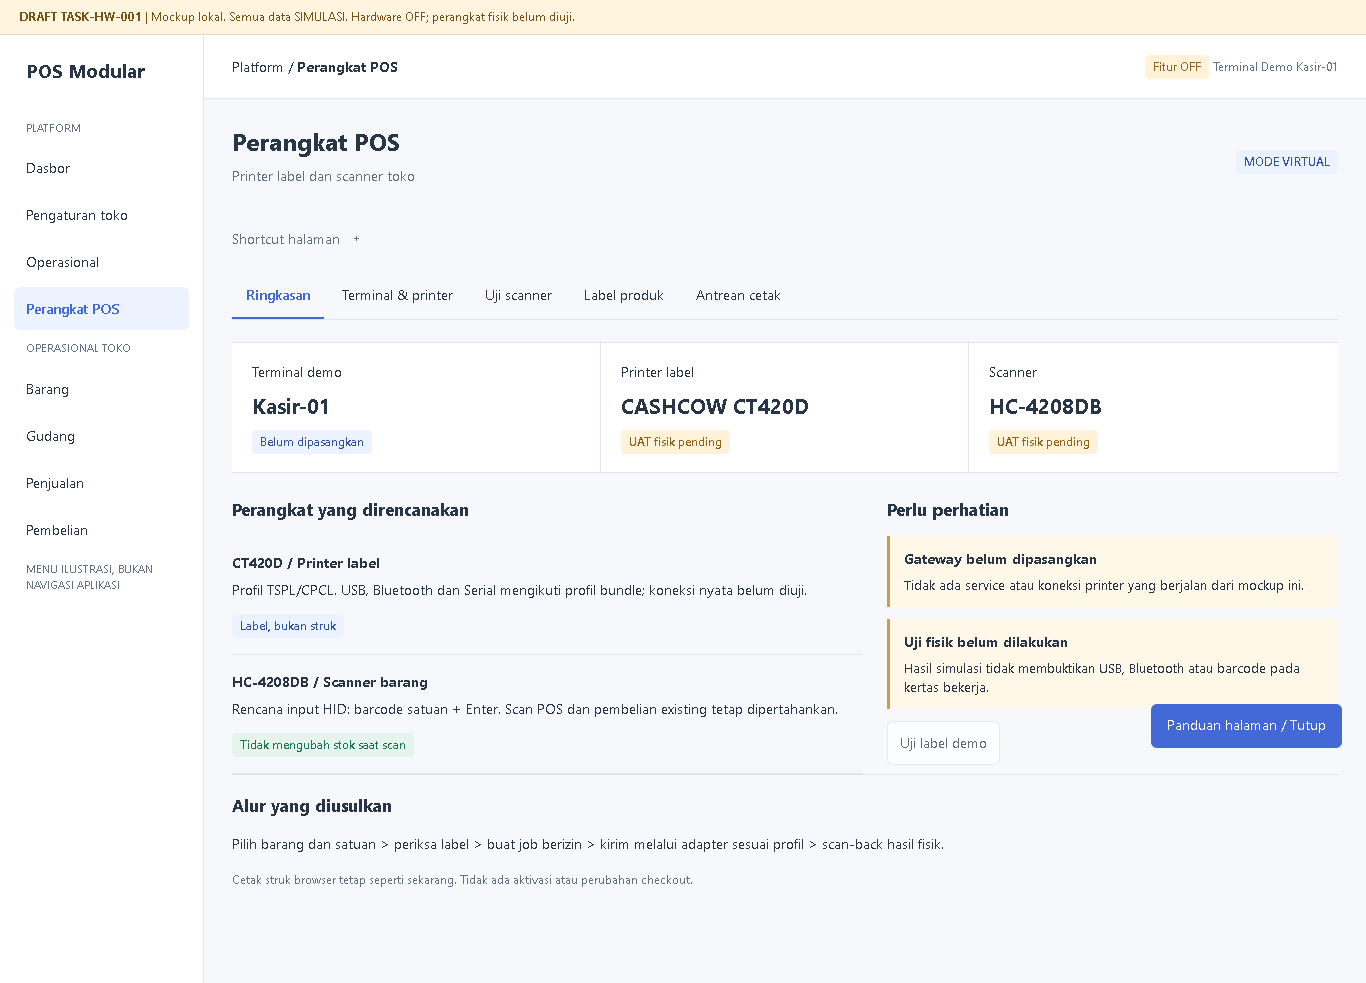 DRAFT TASK-HW-001 | Mockup lokal. Semua data SIMULASI. Hardware OFF; perangkat fisik belum diuji.
POS Modular
PLATFORM
Dasbor
Pengaturan toko
Operasional
Perangkat POS
OPERASIONAL TOKO
Barang
Gudang
Penjualan
Pembelian
MENU ILUSTRASI, BUKAN
NAVIGASI APLIKASI
Platform / Perangkat POS
Fitur OFF Terminal Demo Kasir-01
Perangkat POS
Printer label dan scanner toko
MODE VIRTUAL
Shortcut halaman +
Ringkasan Terminal & printer Uji scanner Label produk Antrean cetak
Terminal demo
Kasir-01
Belum dipasangkan
Printer label
CASHCOW CT420D
UAT fisik pending
Scanner
HC-4208DB
UAT fisik pending
Perangkat yang direncanakan
CT420D / Printer label
Profil TSPL/CPCL. USB, Bluetooth dan Serial mengikuti profil bundle; koneksi nyata belum diuji.
Label, bukan struk
HC-4208DB / Scanner barang
Rencana input HID: barcode satuan + Enter. Scan POS dan pembelian existing tetap dipertahankan.
Tidak mengubah stok saat scan
Perlu perhatian
Gateway belum dipasangkan
Tidak ada service atau koneksi printer yang berjalan dari mockup ini.
Uji fisik belum dilakukan
Hasil simulasi tidak membuktikan USB, Bluetooth atau barcode pada
kertas bekerja.
Uji label demo
Panduan halaman / Tutup
Alur yang diusulkan
Pilih barang dan satuan > periksa label > buat job berizin > kirim melalui adapter sesuai profil > scan-back hasil fisik.
Cetak struk browser tetap seperti sekarang. Tidak ada aktivasi atau perubahan checkout.